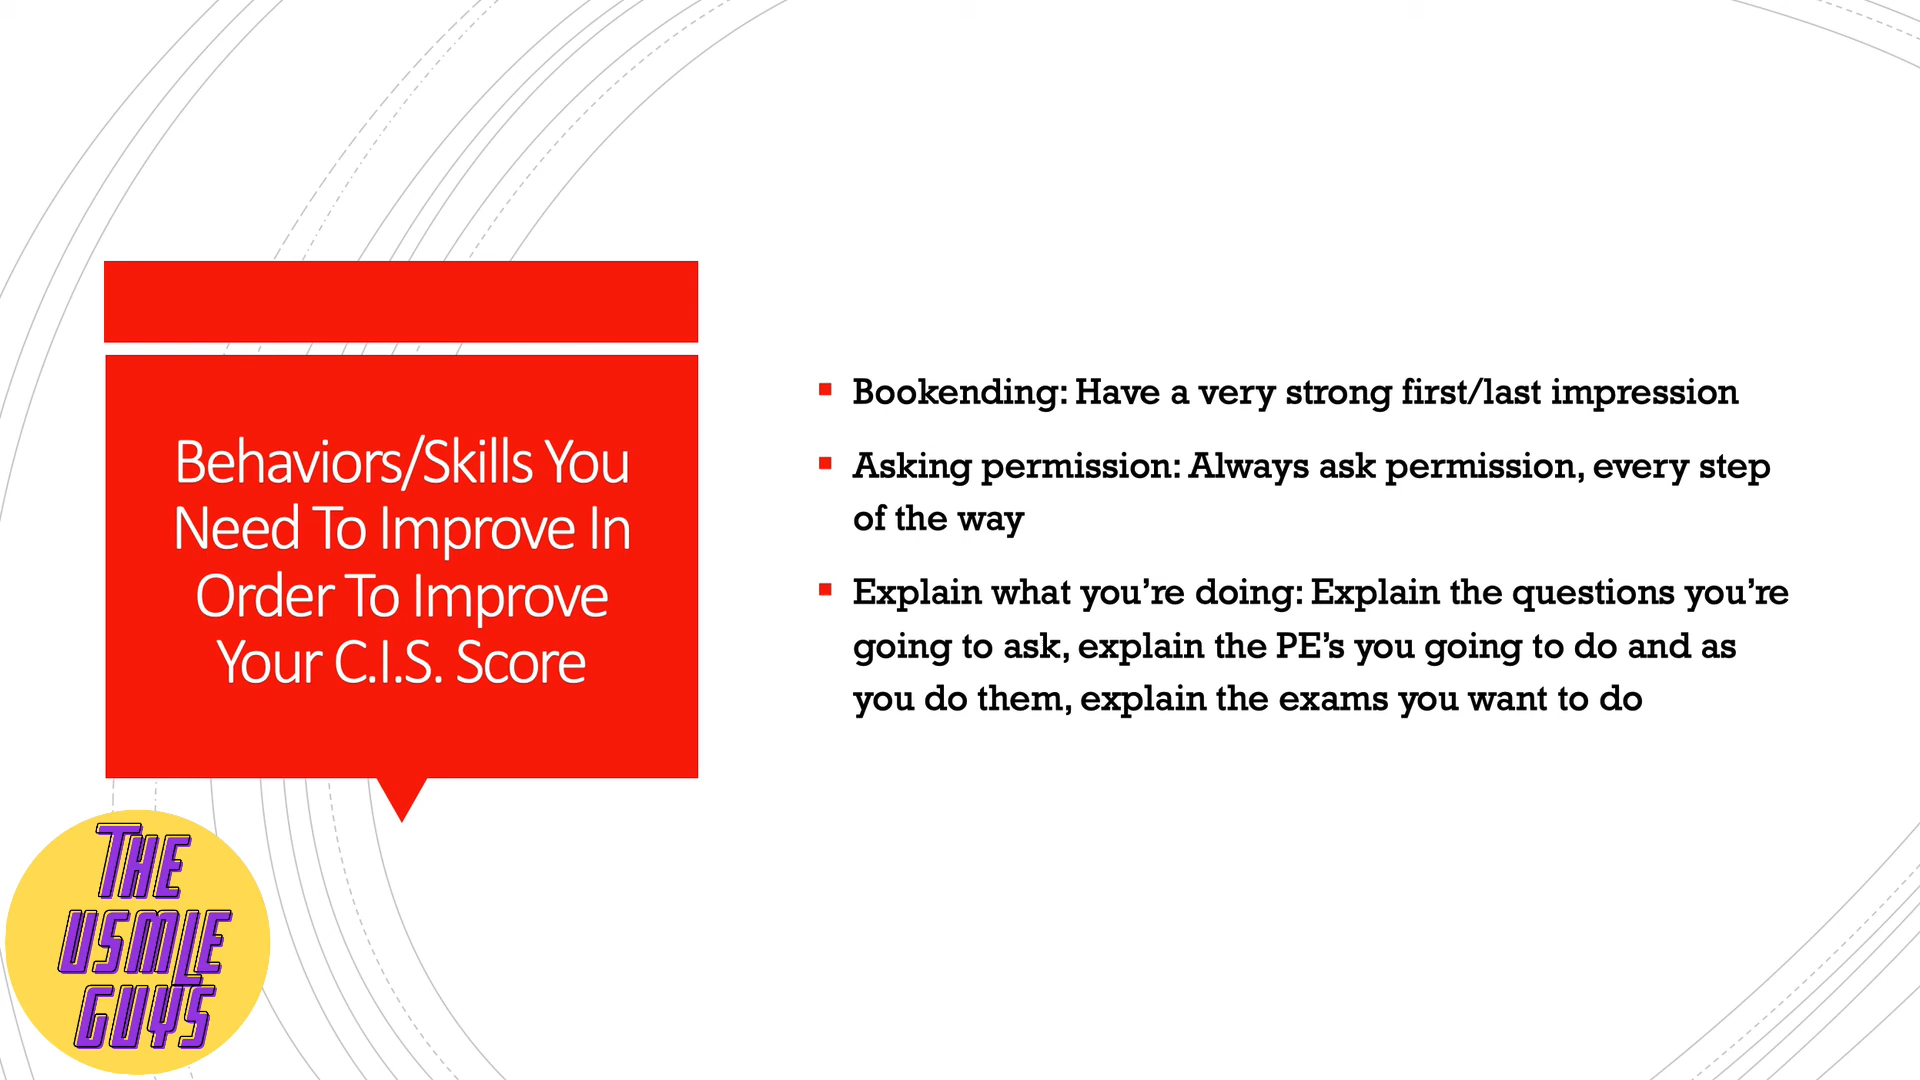 Behaviors/Skills You
Need To Improve In
Order To Improve
Your C.I.S. Score
▪ Bookending: Have a very strong first/last impression
▪ Asking permission: Always ask permission, every step
of the way
▪ Explain what you’re doing: Explain the questions you’re
going to ask, explain the PE’s you going to do and as
you do them, explain the exams you want to do
THE
USMLE
GUYS